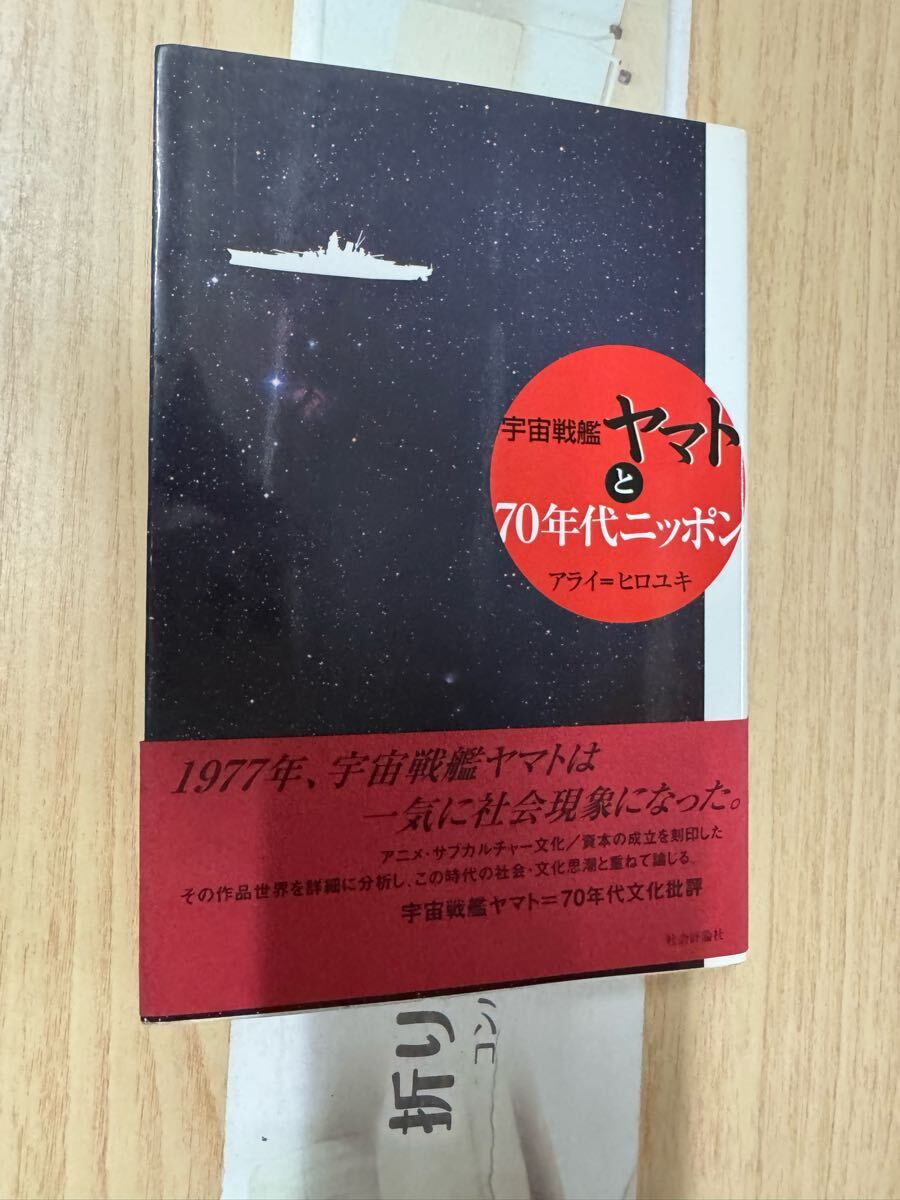 宇宙戦艦ヤマト
と
70年代ニッポン
アライ=ヒロユキ
1977年、宇宙戦艦ヤマトは
一気に社会現象になった。
アニメ・サブカルチャー文化/資本の成立を刻印した
その作品世界を詳細に分析し、この時代の社会・文化思潮と重ねて論じる。
宇宙戦艦ヤマト=70年代文化批評
社会評論社
折り
コン